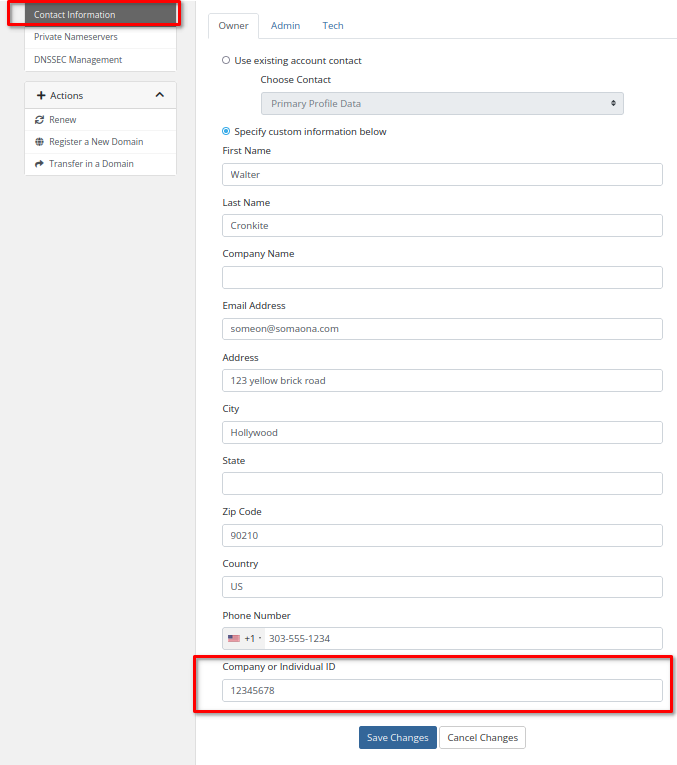 Contact Information
Private Nameservers
DNSSEC Management
Actions
Renew
Register a New Domain
Transfer in a Domain
Owner Admin Tech
Use existing account contact
Choose Contact
Primary Profile Data
Specify custom information below
First Name
Walter
Last Name
Cronkite
Company Name
Email Address
someon@somaona.com
Address
123 yellow brick road
City
Hollywood
State
Zip Code
90210
Country
US
Phone Number
+1 303-555-1234
Company or Individual ID
12345678
Save Changes Cancel Changes